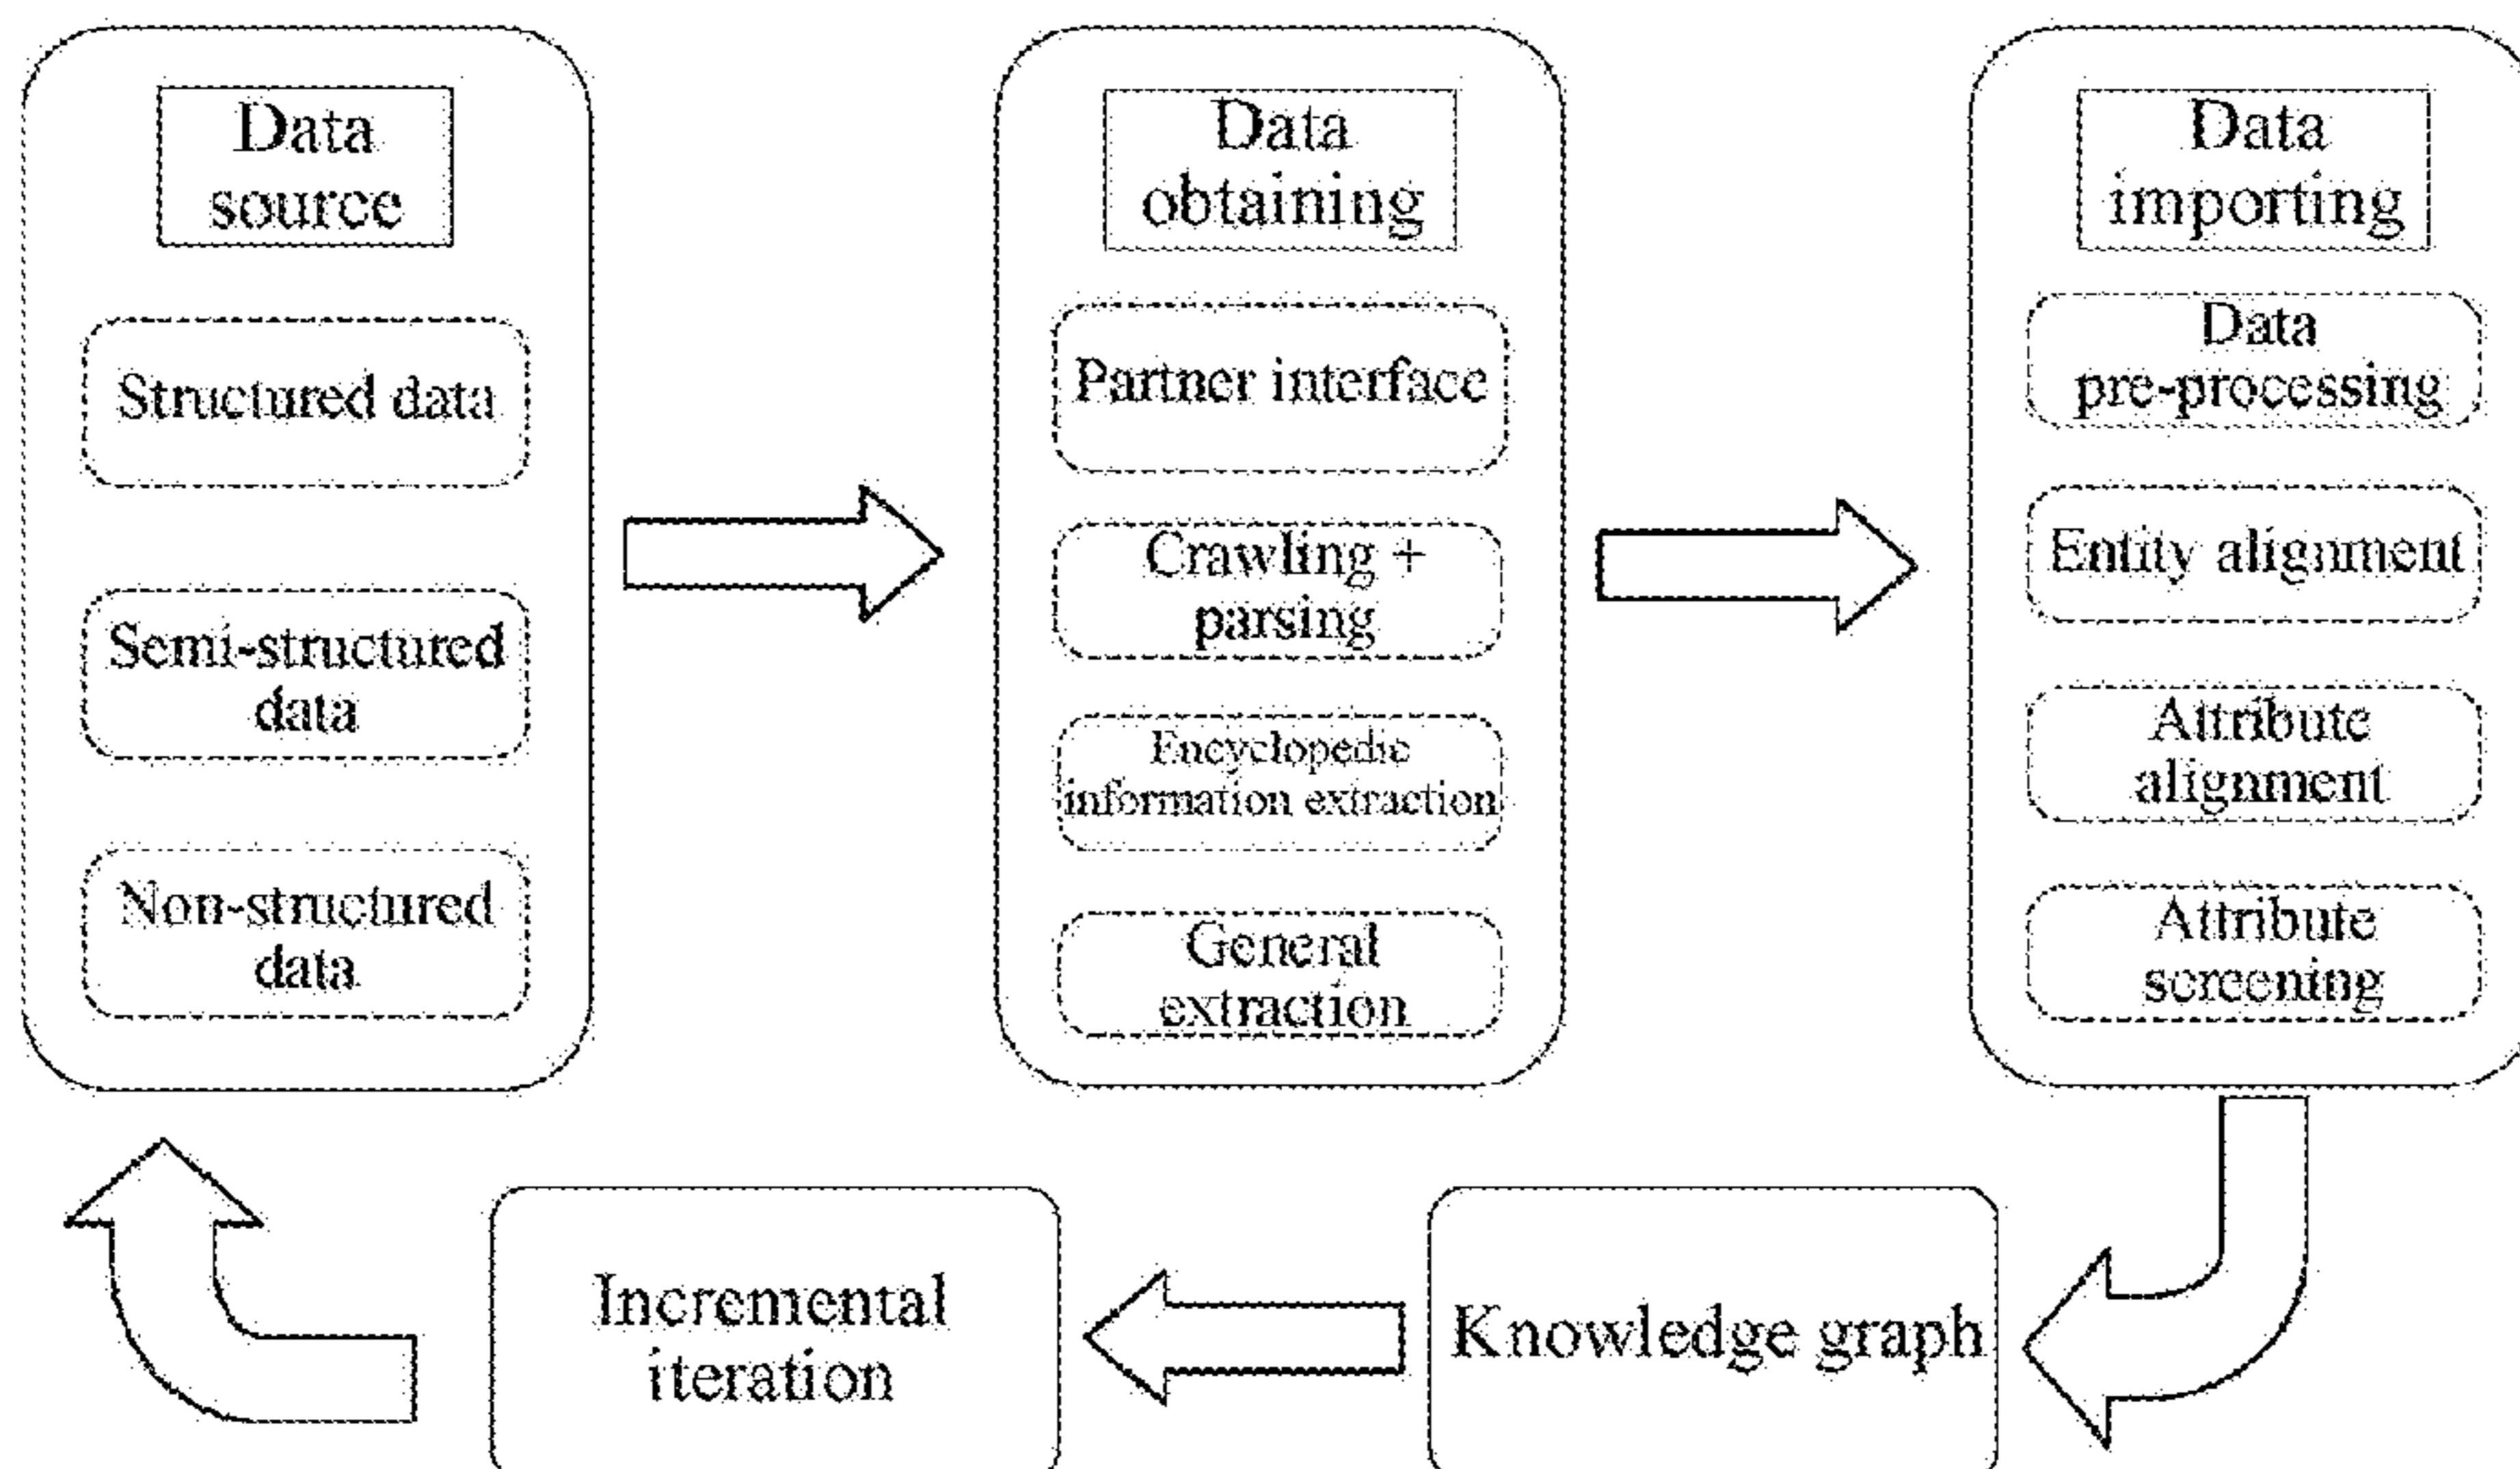 Data
source
Structured data
Semi-structured
data
Non-structured
data
Data
obtaining
Partner interface
Crawling +
parsing
Encyclopedic
information extraction
General
extraction
Data
importing
Data
pre-processing
Entity alignment
Attribute
alignment
Attribute
screening
Knowledge graph
Incremental
iteration